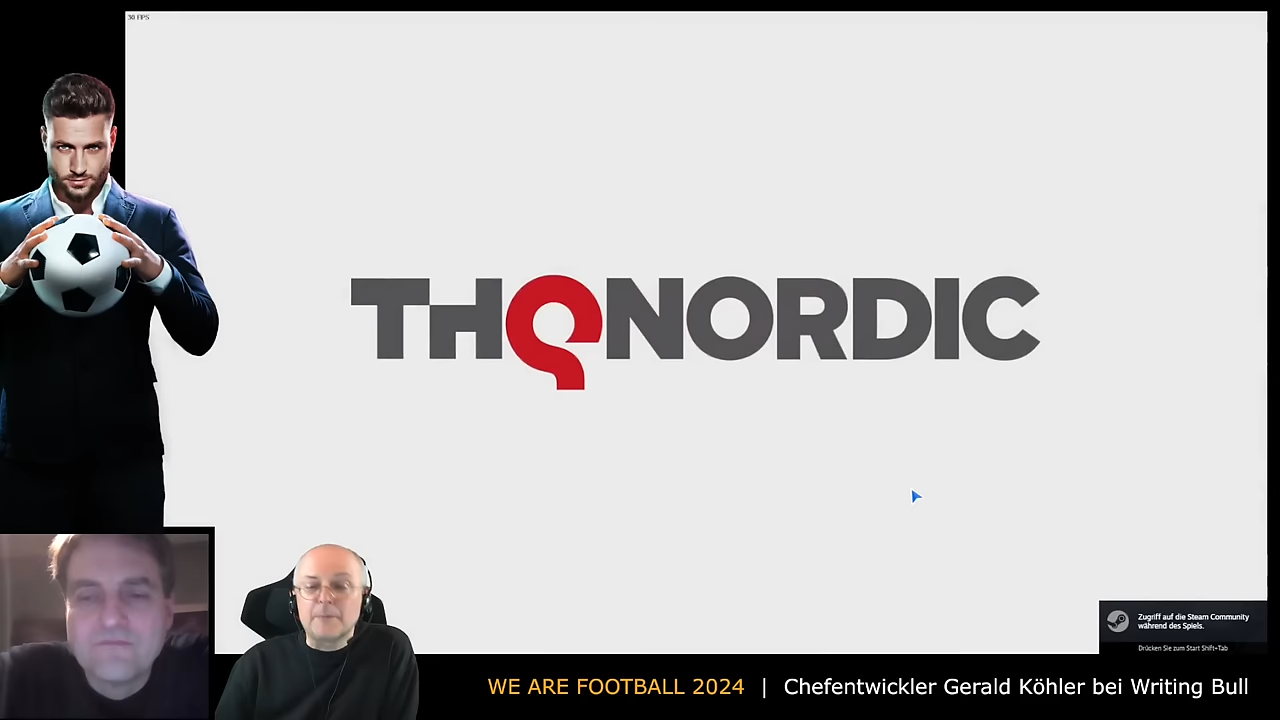 30 FPS
THQNORDIC
Zugriff auf die Steam Community
während des Spiels.
Drücken Sie zum Start Shift+Tab
WE ARE FOOTBALL 2024 | Chefentwickler Gerald Köhler bei Writing Bull